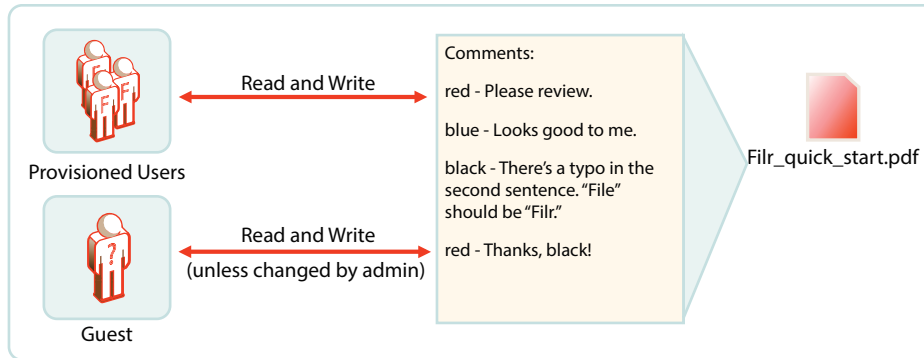 Read and Write
F
F
F
Provisioned Users
Read and Write
(unless changed by admin)
?
Guest
Comments:
red - Please review.
blue - Looks good to me.
black - There's a typo in the
second sentence. “File”
should be “Filr.”
red - Thanks, black!
Filr_quick_start.pdf